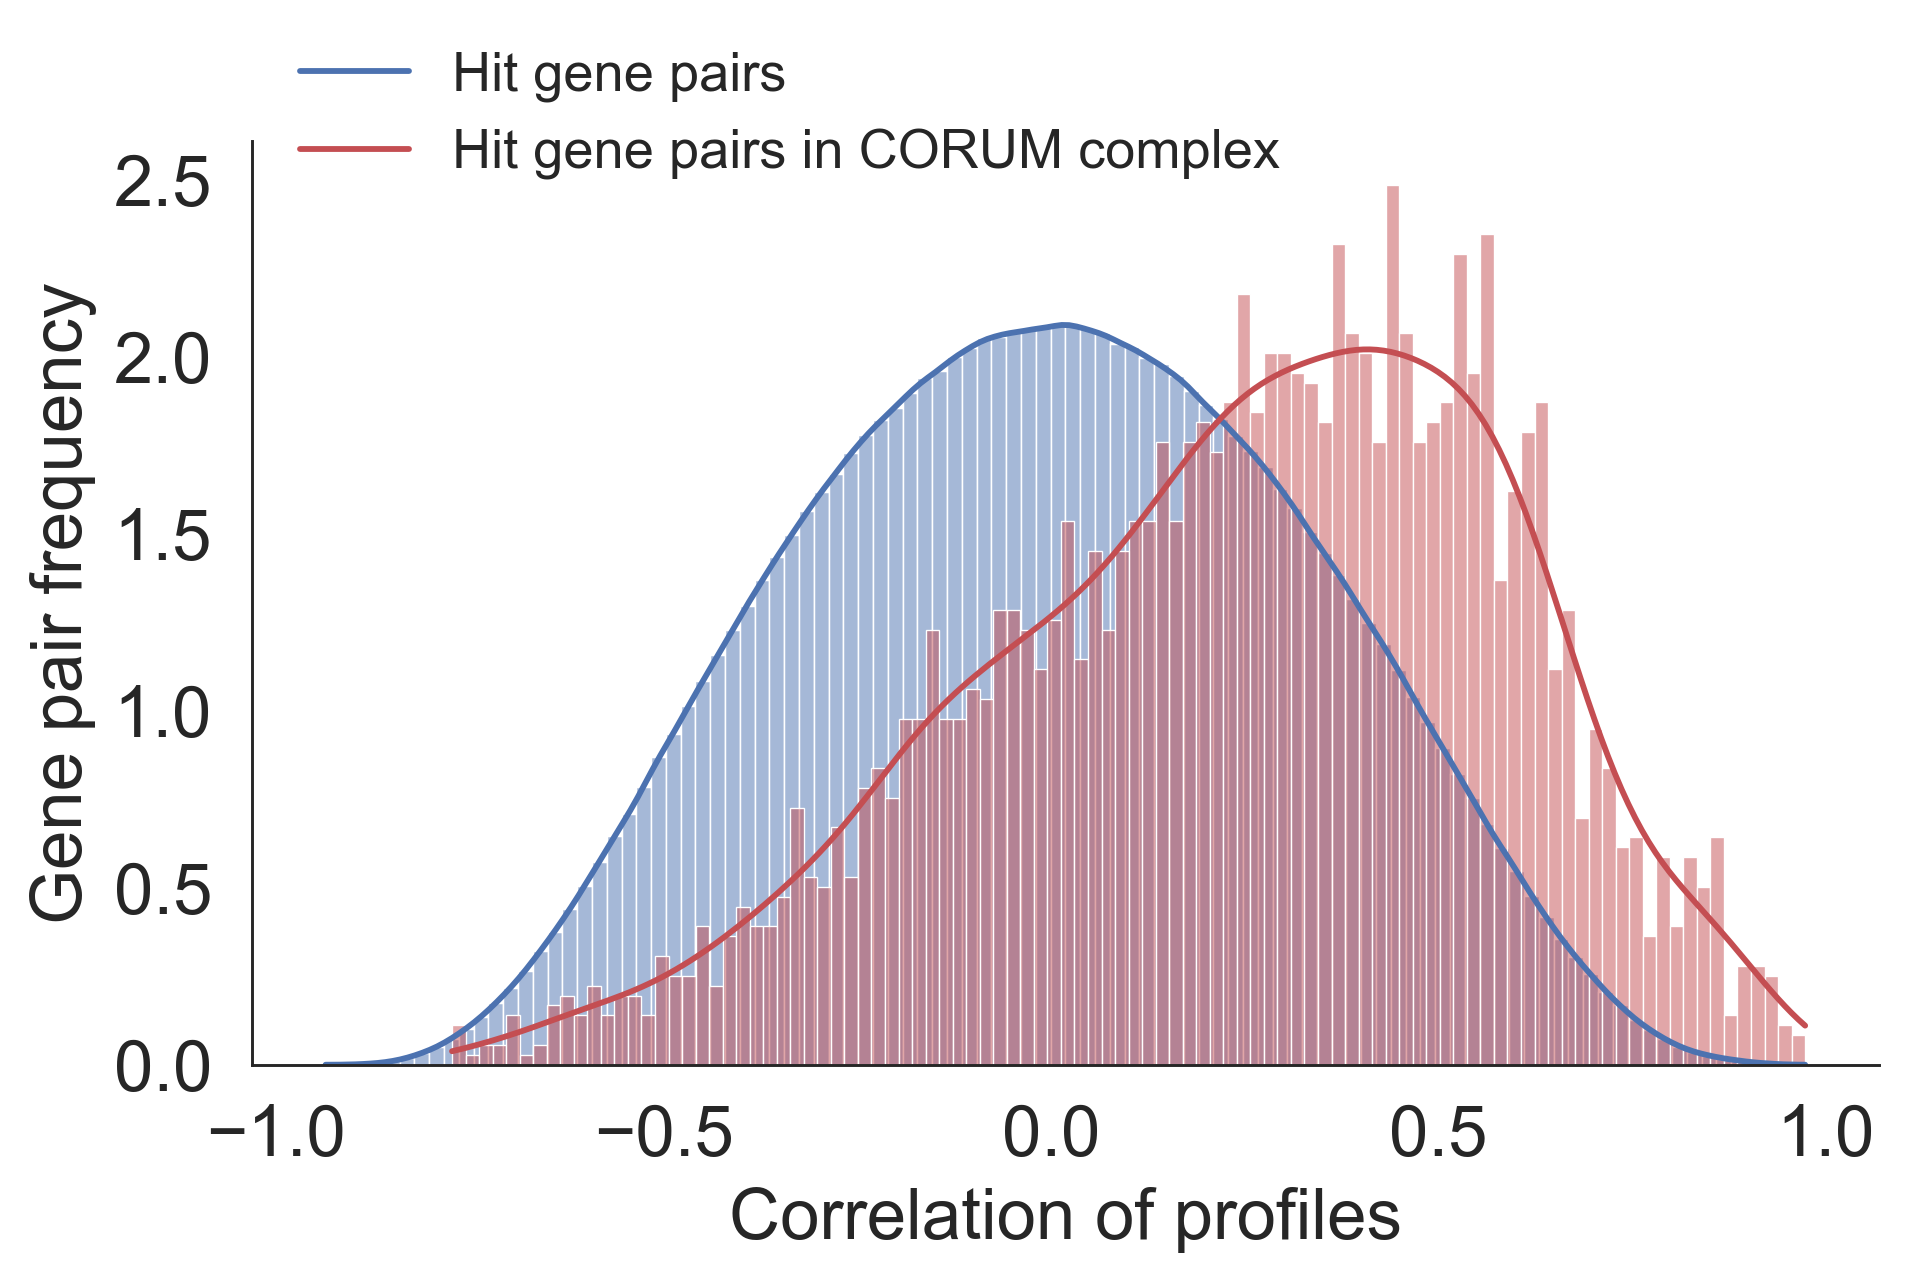 Hit gene pairs
Hit gene pairs in CORUM complex
Gene pair frequency
2.5
2.0
1.5
1.0
0.5
0.0
−1.0 −0.5 0.0 0.5 1.0
Correlation of profiles